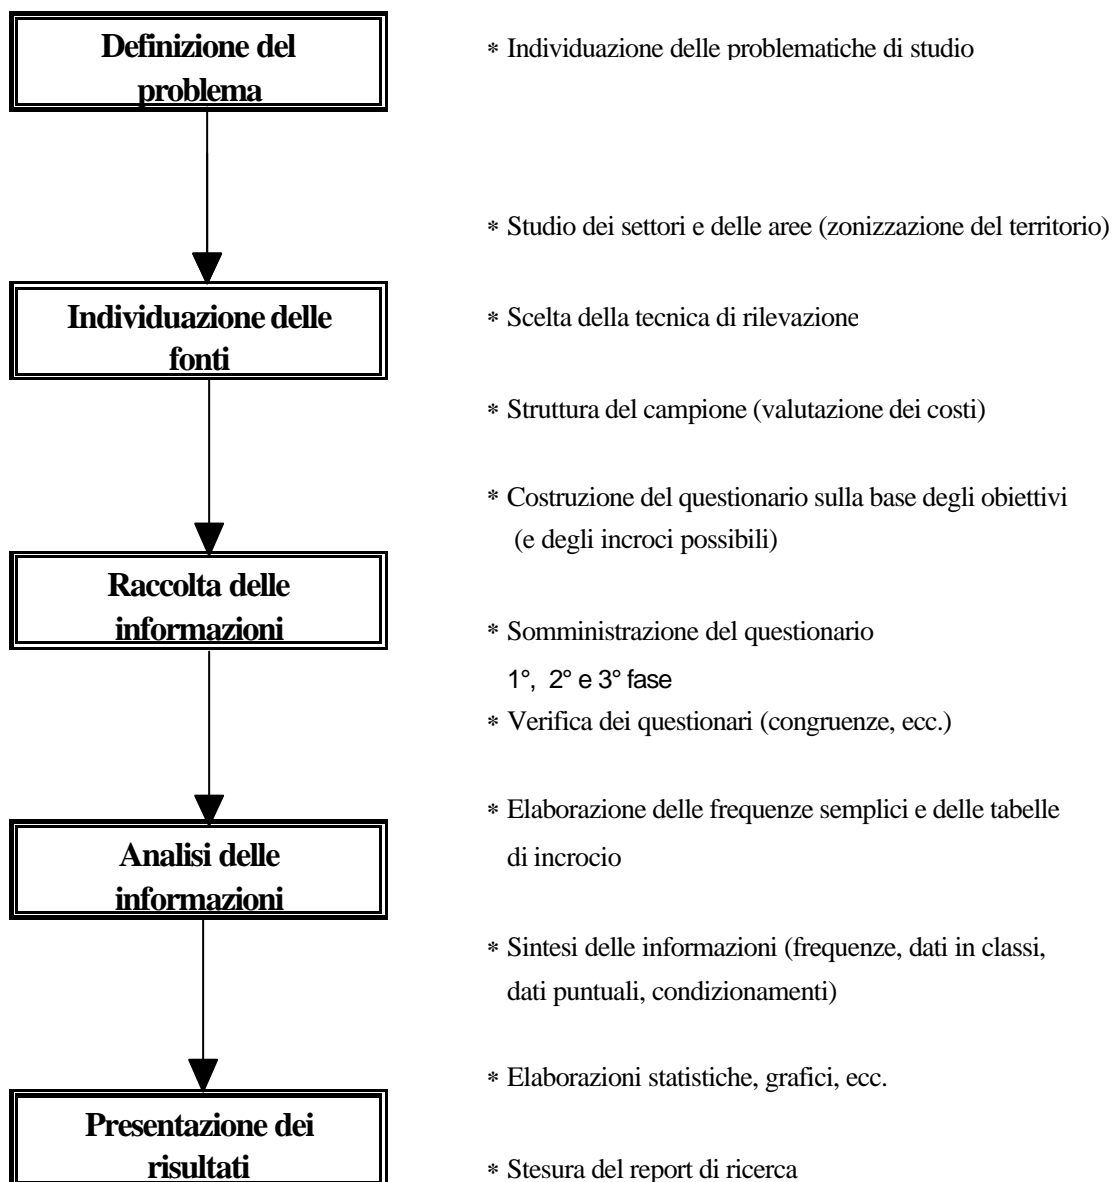 Definizione del
problema
* Individuazione delle problematiche di studio
* Studio dei settori e delle aree (zonizzazione del territorio)
Individuazione delle
fonti
* Scelta della tecnica di rilevazione
* Struttura del campione (valutazione dei costi)
* Costruzione del questionario sulla base degli obiettivi
(e degli incroci possibili)
Raccolta delle
informazioni
* Somministrazione del questionario
1°, 2° e 3° fase
* Verifica dei questionari (congruenze, ecc.)
* Elaborazione delle frequenze semplici e delle tabelle
di incrocio
Analisi delle
informazioni
* Sintesi delle informazioni (frequenze, dati in classi,
dati puntuali, condizionamenti)
* Elaborazioni statistiche, grafici, ecc.
Presentazione dei
risultati
* Stesura del report di ricerca